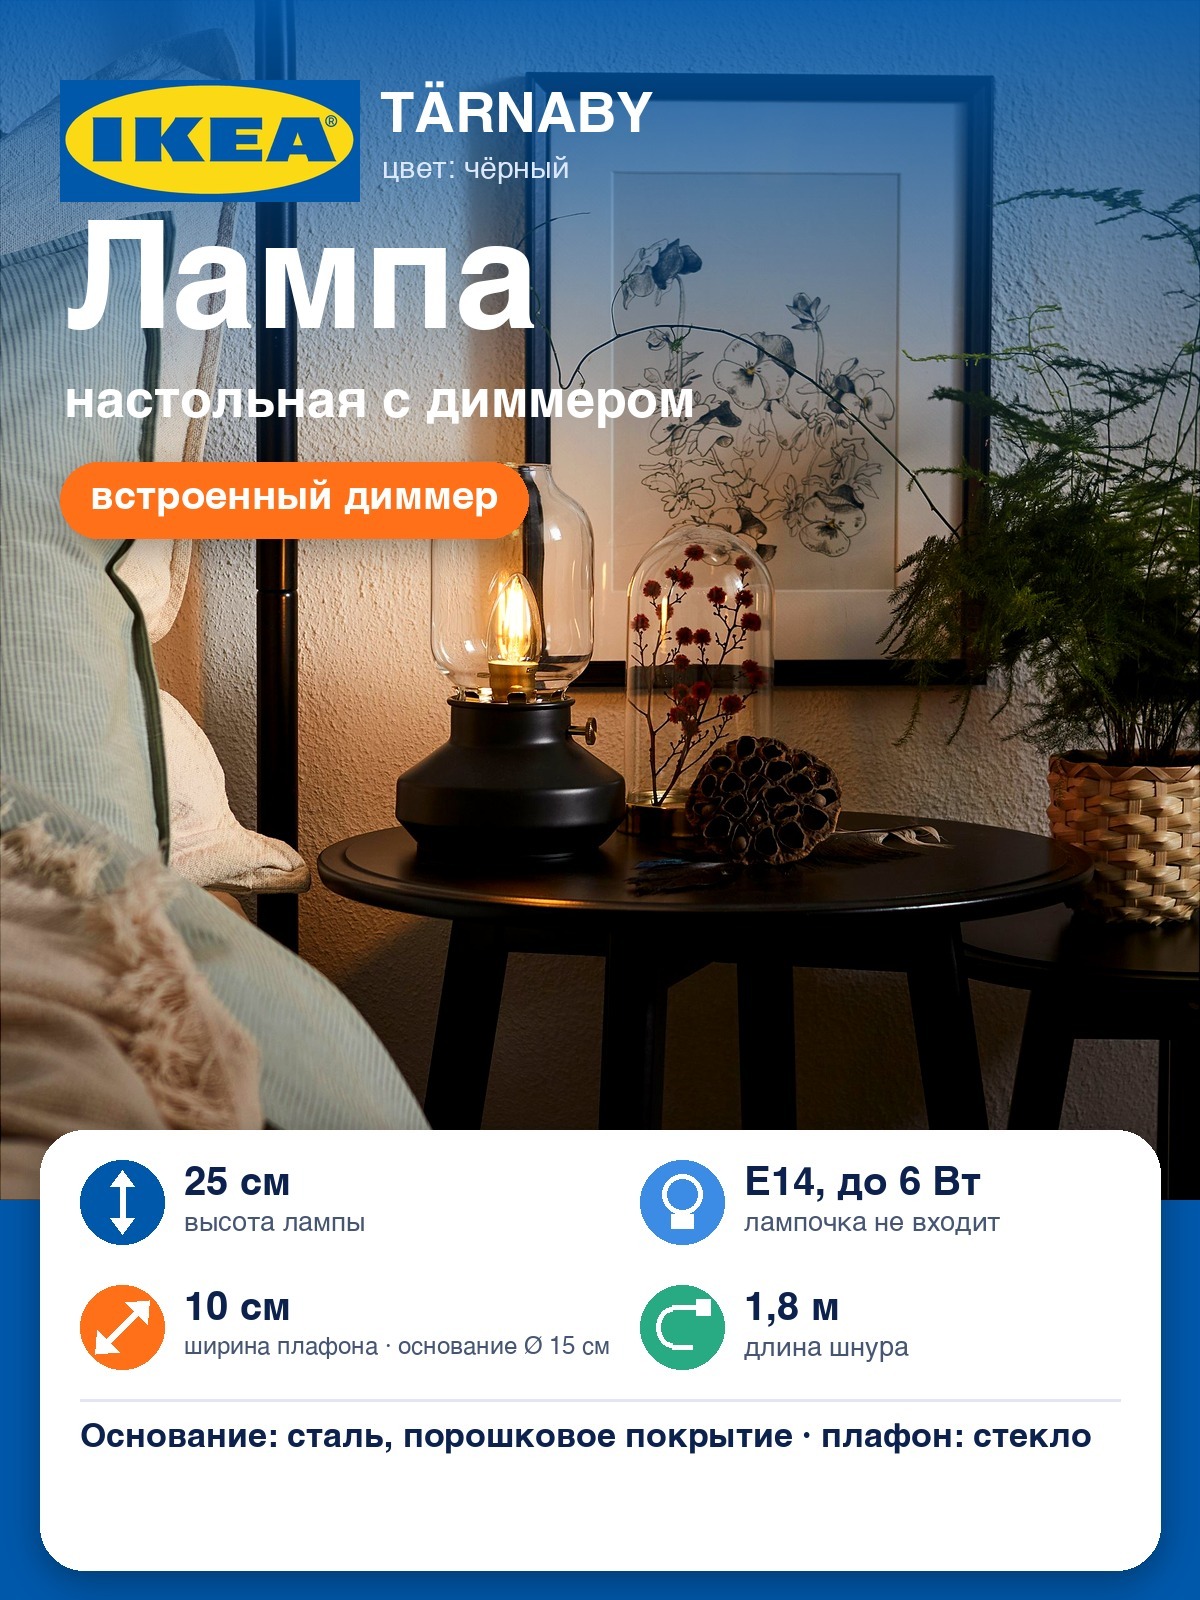 IKEA®
TÄRNABY
цвет: чёрный
Лампа
настольная с диммером
встроенный диммер
25 см
высота лампы
E14, до 6 Вт
лампочка не входит
10 см
ширина плафона · основание Ø 15 см
1,8 м
длина шнура
Основание: сталь, порошковое покрытие · плафон: стекло